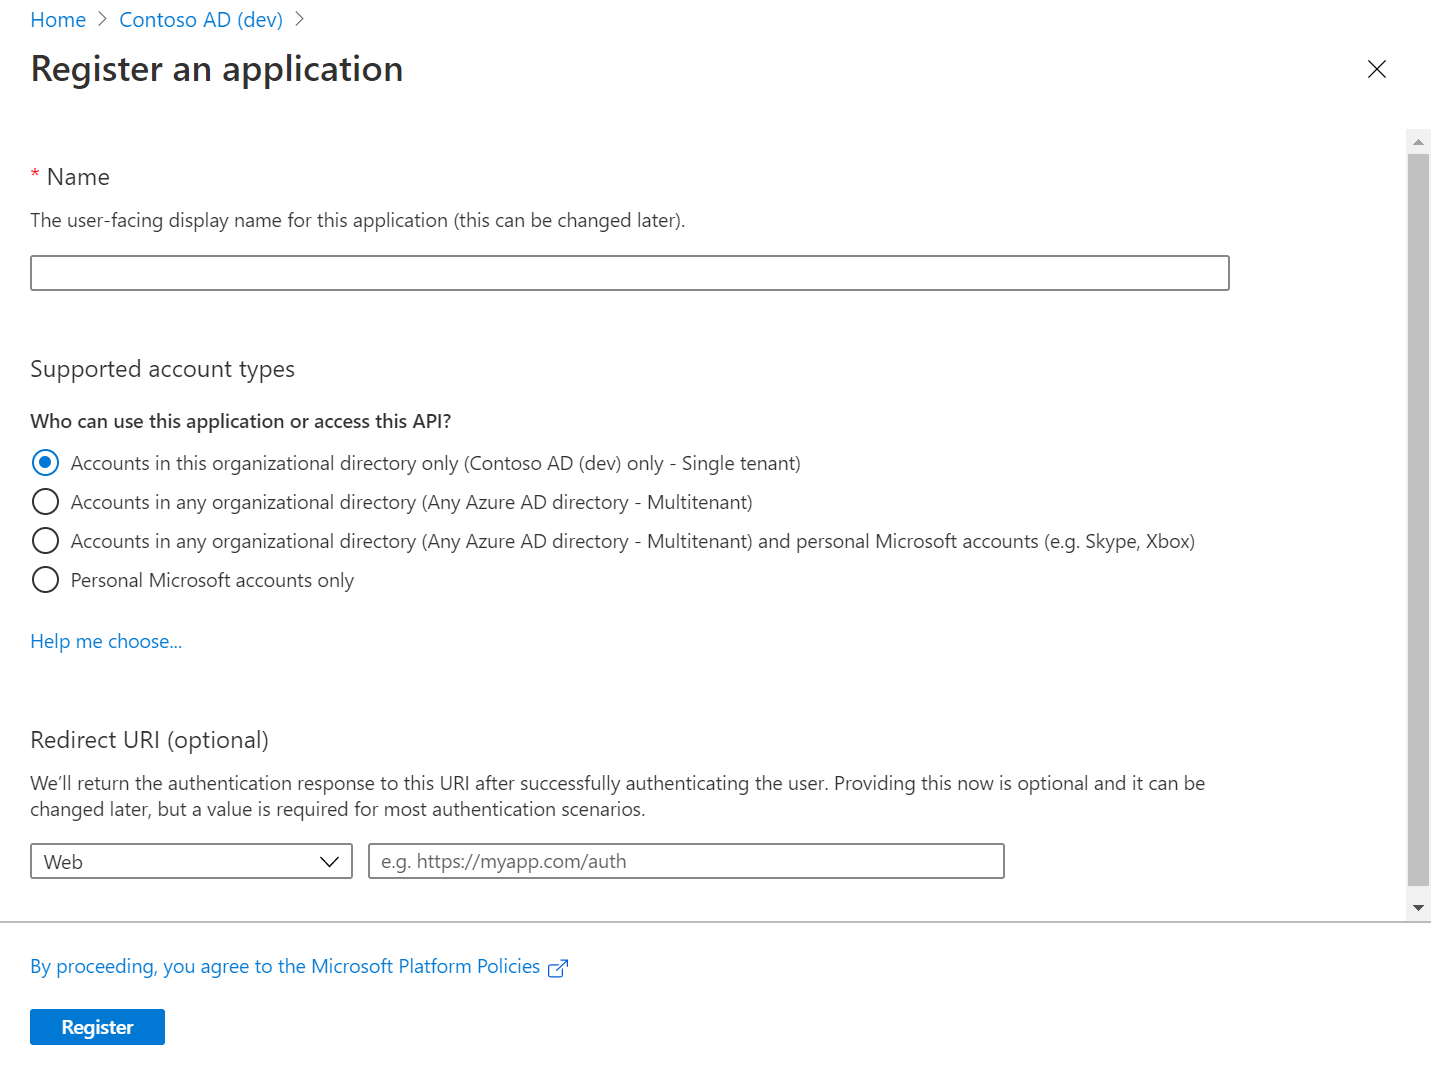 Home > Contoso AD (dev) >
Register an application
* Name
The user-facing display name for this application (this can be changed later).
Supported account types
Who can use this application or access this API?
Accounts in this organizational directory only (Contoso AD (dev) only - Single tenant)
Accounts in any organizational directory (Any Azure AD directory - Multitenant)
Accounts in any organizational directory (Any Azure AD directory - Multitenant) and personal Microsoft accounts (e.g. Skype, Xbox)
Personal Microsoft accounts only
Help me choose...
Redirect URI (optional)
We'll return the authentication response to this URI after successfully authenticating the user. Providing this now is optional and it can be
changed later, but a value is required for most authentication scenarios.
Web
e.g. https://myapp.com/auth
By proceeding, you agree to the Microsoft Platform Policies
Register